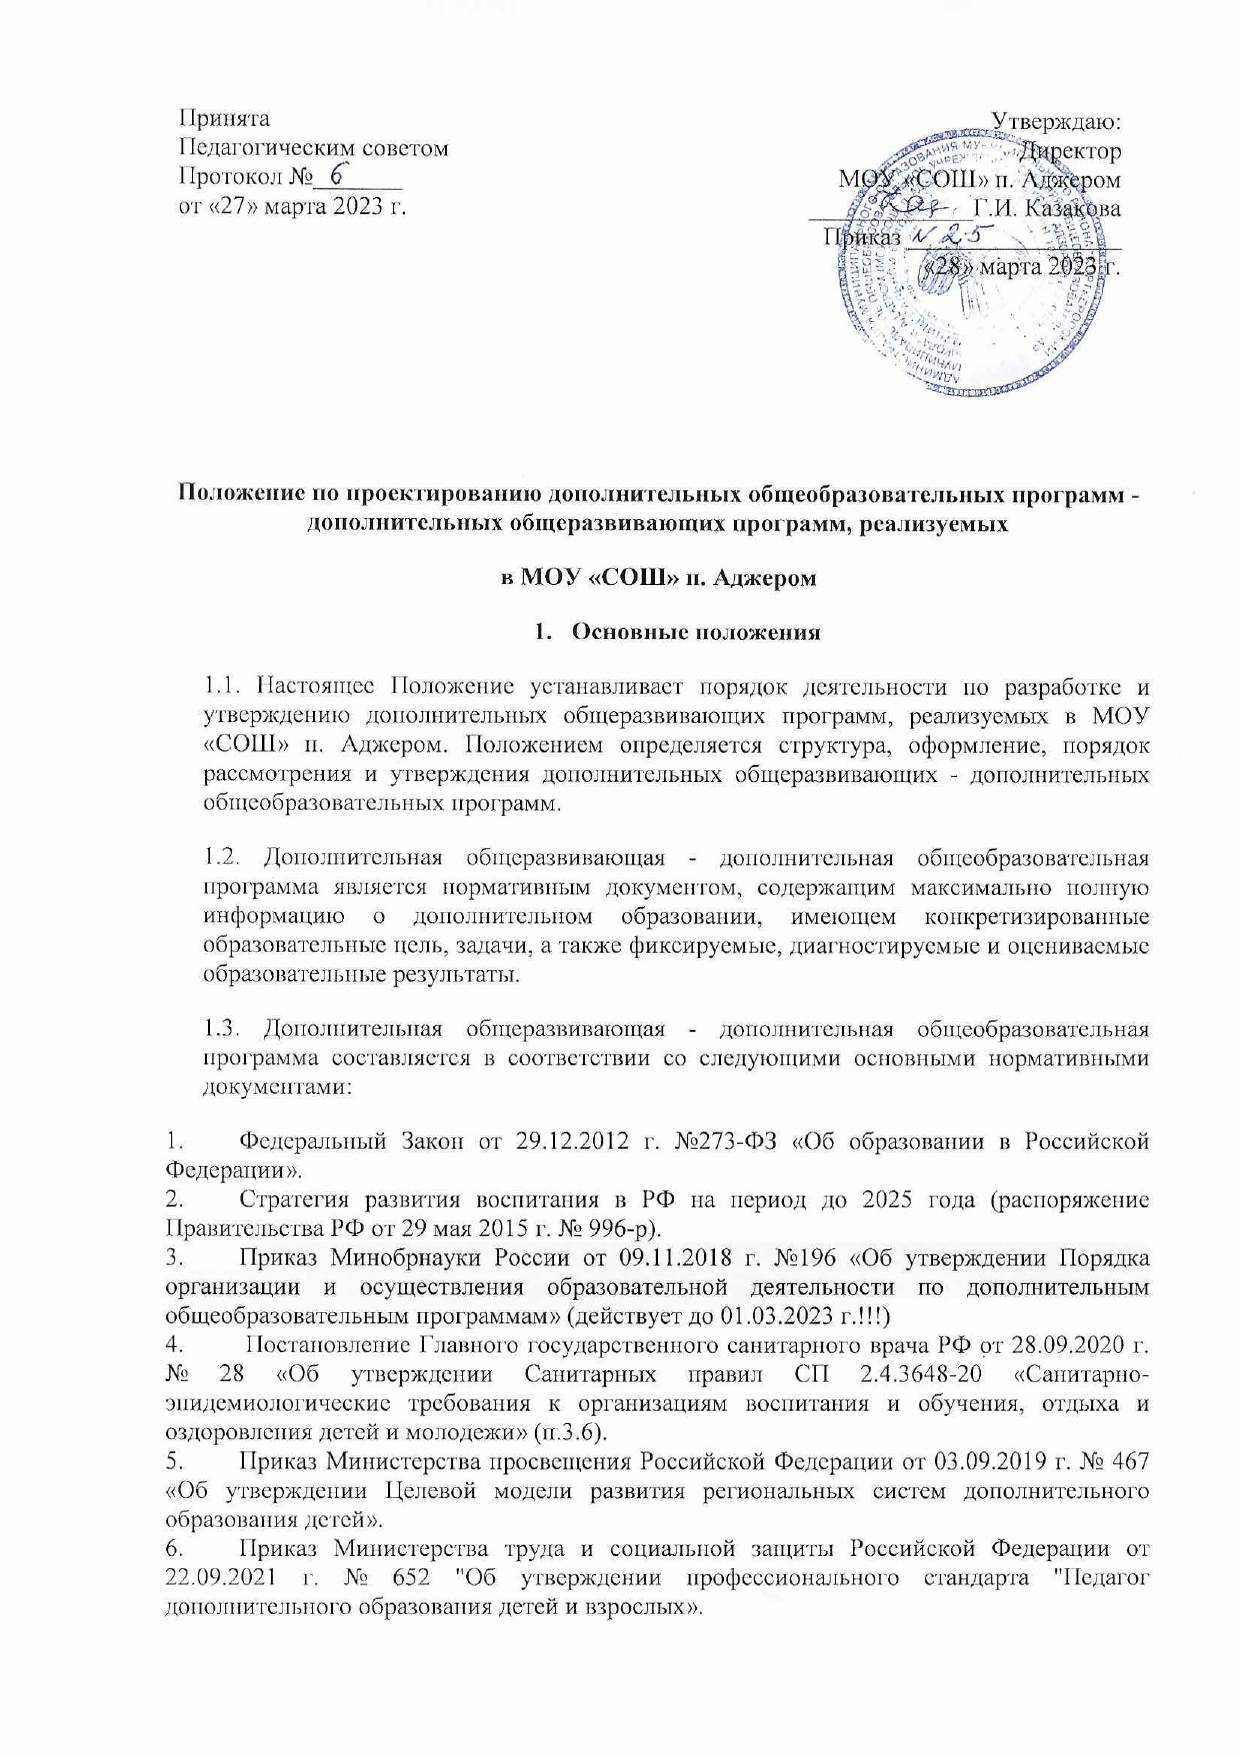 Принята
Педагогическим советом
Протокол № 6
от «27» марта 2023 г.
Утверждаю:
Директор
МОУ «СОШ» п. Аджером
Г.И. Казакова
Приказ № 25
«28» марта 2023 г.
Положение по проектированию дополнительных общеобразовательных программ -
дополнительных общеразвивающих программ, реализуемых
в МОУ «СОШ» п. Аджером
1. Основные положения
1.1. Настоящее Положение устанавливает порядок деятельности по разработке и
утверждению дополнительных общеразвивающих программ, реализуемых в МОУ
«СОШ» п. Аджером. Положением определяется структура, оформление, порядок
рассмотрения и утверждения дополнительных общеразвивающих - дополнительных
общеобразовательных программ.
1.2. Дополнительная общеразвивающая - дополнительная общеобразовательная
программа является нормативным документом, содержащим максимально полную
информацию о дополнительном образовании, имеющем конкретизированные
образовательные цель, задачи, а также фиксируемые, диагностируемые и оцениваемые
образовательные результаты.
1.3. Дополнительная общеразвивающая - дополнительная общеобразовательная
программа составляется в соответствии со следующими основными нормативными
документами:
1. Федеральный Закон от 29.12.2012 г. №273-ФЗ «Об образовании в Российской
Федерации».
2. Стратегия развития воспитания в РФ на период до 2025 года (распоряжение
Правительства РФ от 29 мая 2015 г. № 996-р).
3. Приказ Минобрнауки России от 09.11.2018 г. №196 «Об утверждении Порядка
организации и осуществления образовательной деятельности по дополнительным
общеобразовательным программам» (действует до 01.03.2023 г.!!!)
4. Постановление Главного государственного санитарного врача РФ от 28.09.2020 г.
№ 28 «Об утверждении Санитарных правил СП 2.4.3648-20 «Санитарно-
эпидемиологические требования к организациям воспитания и обучения, отдыха и
оздоровления детей и молодежи» (п.3.6).
5. Приказ Министерства просвещения Российской Федерации от 03.09.2019 г. № 467
«Об утверждении Целевой модели развития региональных систем дополнительного
образования детей».
6. Приказ Министерства труда и социальной защиты Российской Федерации от
22.09.2021 г. № 652 "Об утверждении профессионального стандарта "Педагог
дополнительного образования детей и взрослых».